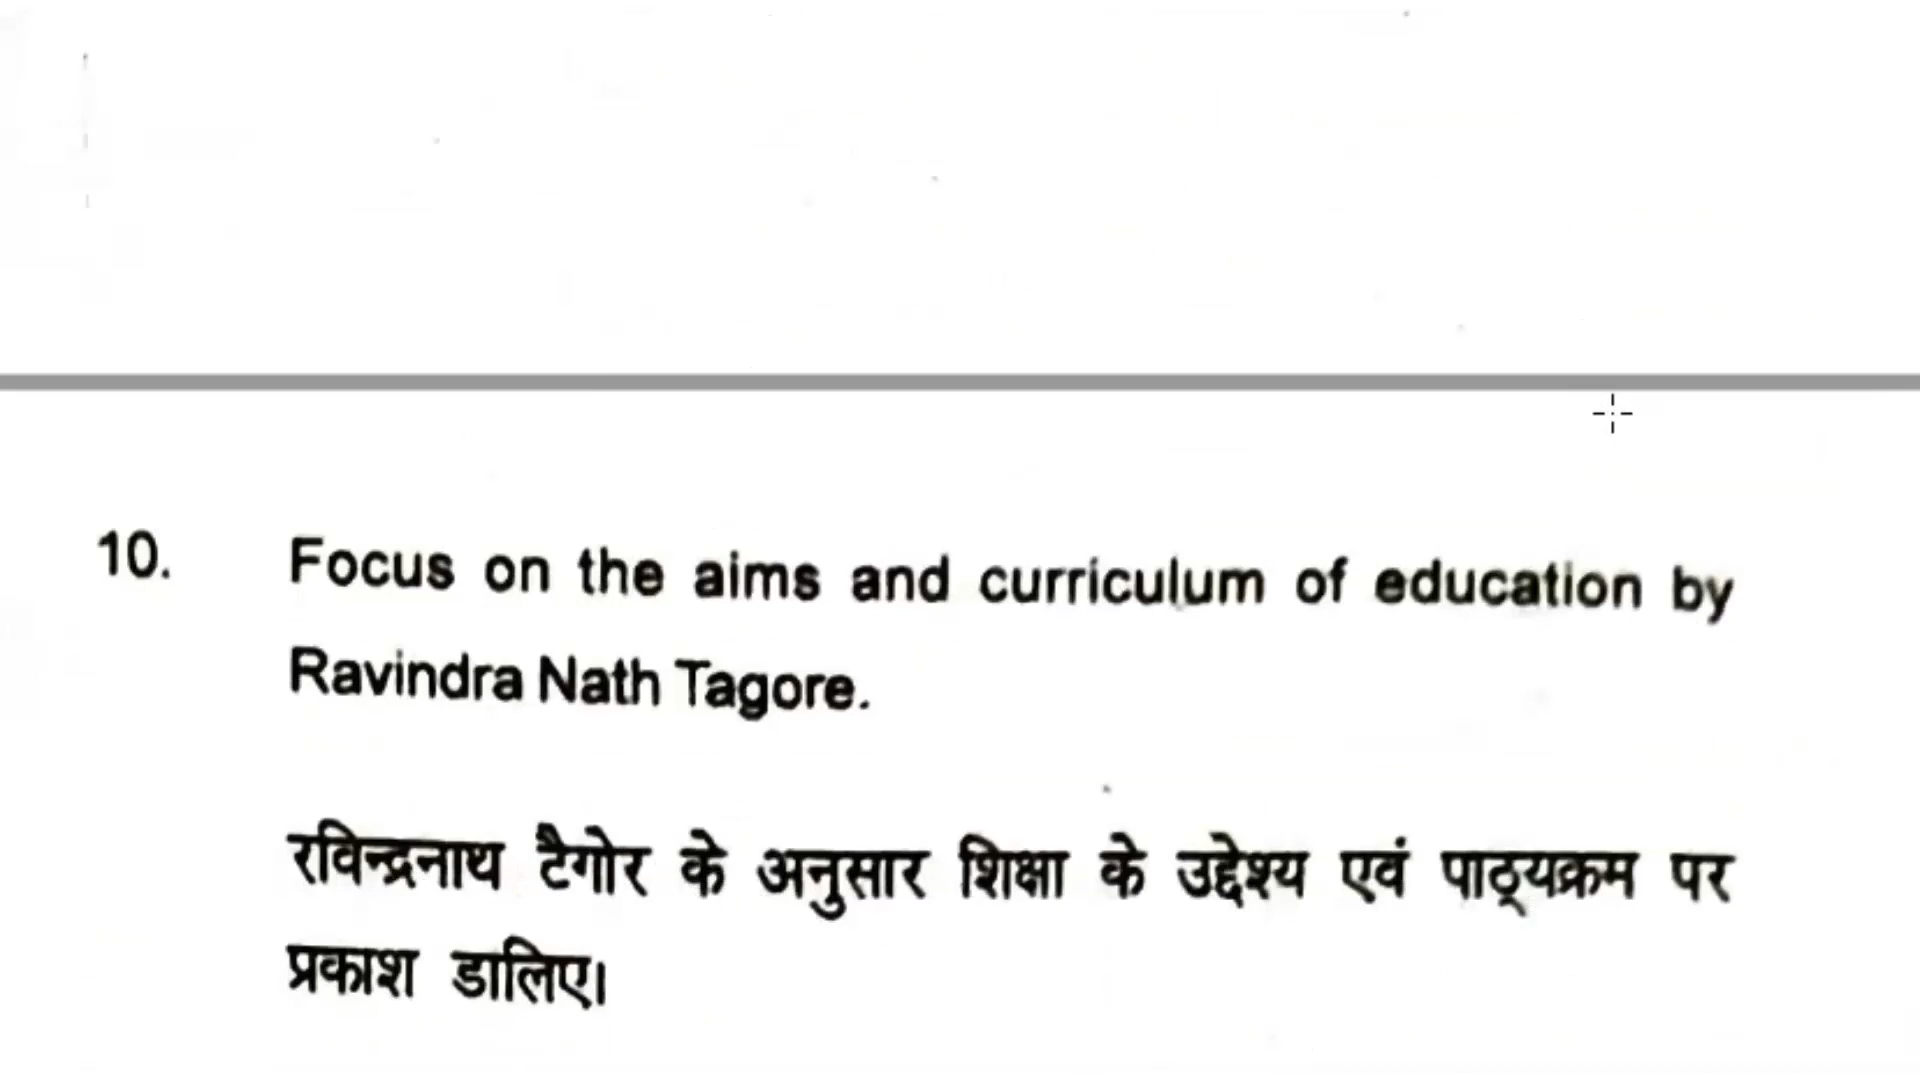 10. Focus on the aims and curriculum of education by
Ravindra Nath Tagore.
रविन्द्रनाथ टैगोर के अनुसार शिक्षा के उद्देश्य एवं पाठ्यक्रम पर
प्रकाश डालिए।